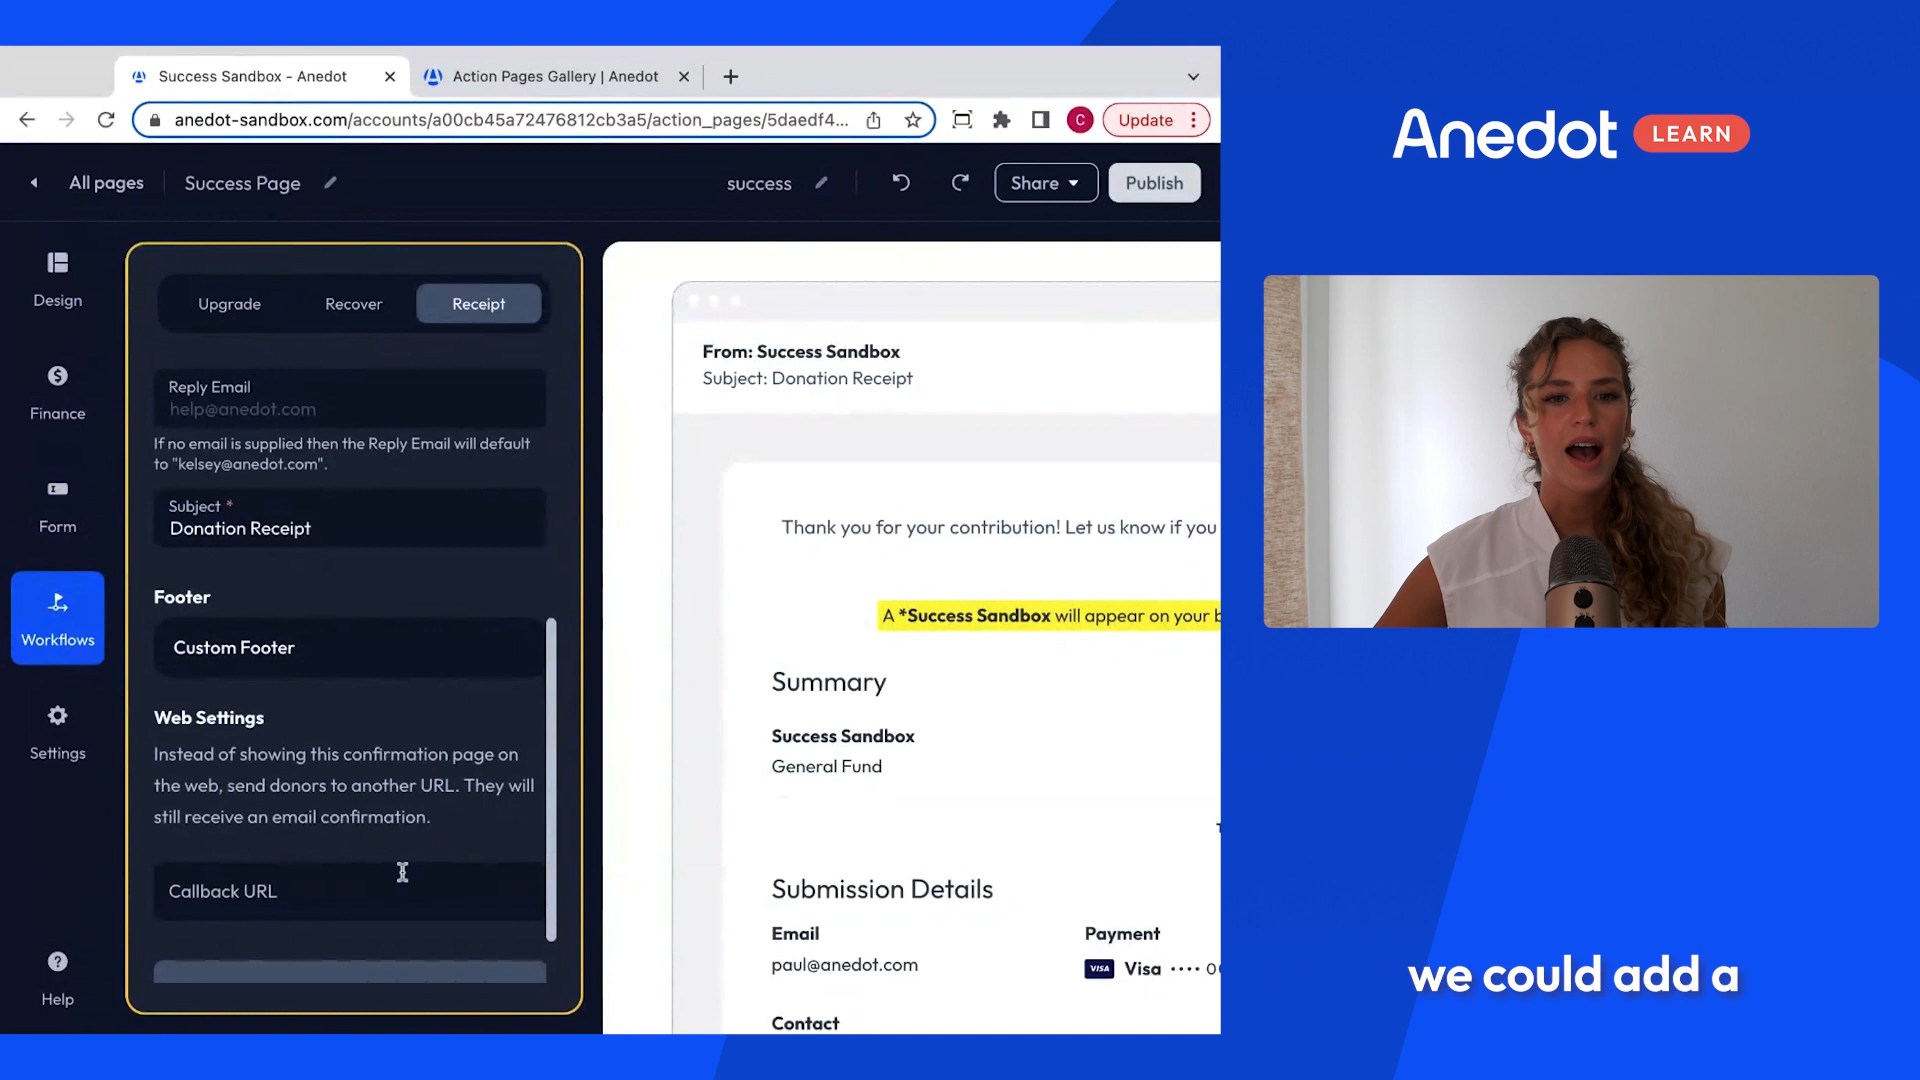 Success Sandbox - Anedot
Action Pages Gallery | Anedot
anedot-sandbox.com/accounts/a00cb45a72476812cb3a5/action_pages/5daedf4...
C
Update
All pages
Success Page
success
Share
Publish
Design
Finance
Form
Workflows
Settings
Help
Upgrade
Recover
Receipt
Reply Email
help@anedot.com
If no email is supplied then the Reply Email will default
to "kelsey@anedot.com".
Subject *
Donation Receipt
Footer
Custom Footer
Web Settings
Instead of showing this confirmation page on
the web, send donors to another URL. They will
still receive an email confirmation.
Callback URL
From: Success Sandbox
Subject: Donation Receipt
Thank you for your contribution! Let us know if you
A *Success Sandbox will appear on your
Summary
Success Sandbox
General Fund
Submission Details
Email
paul@anedot.com
Payment
VISA Visa ····
Contact
Anedot LEARN
we could add a